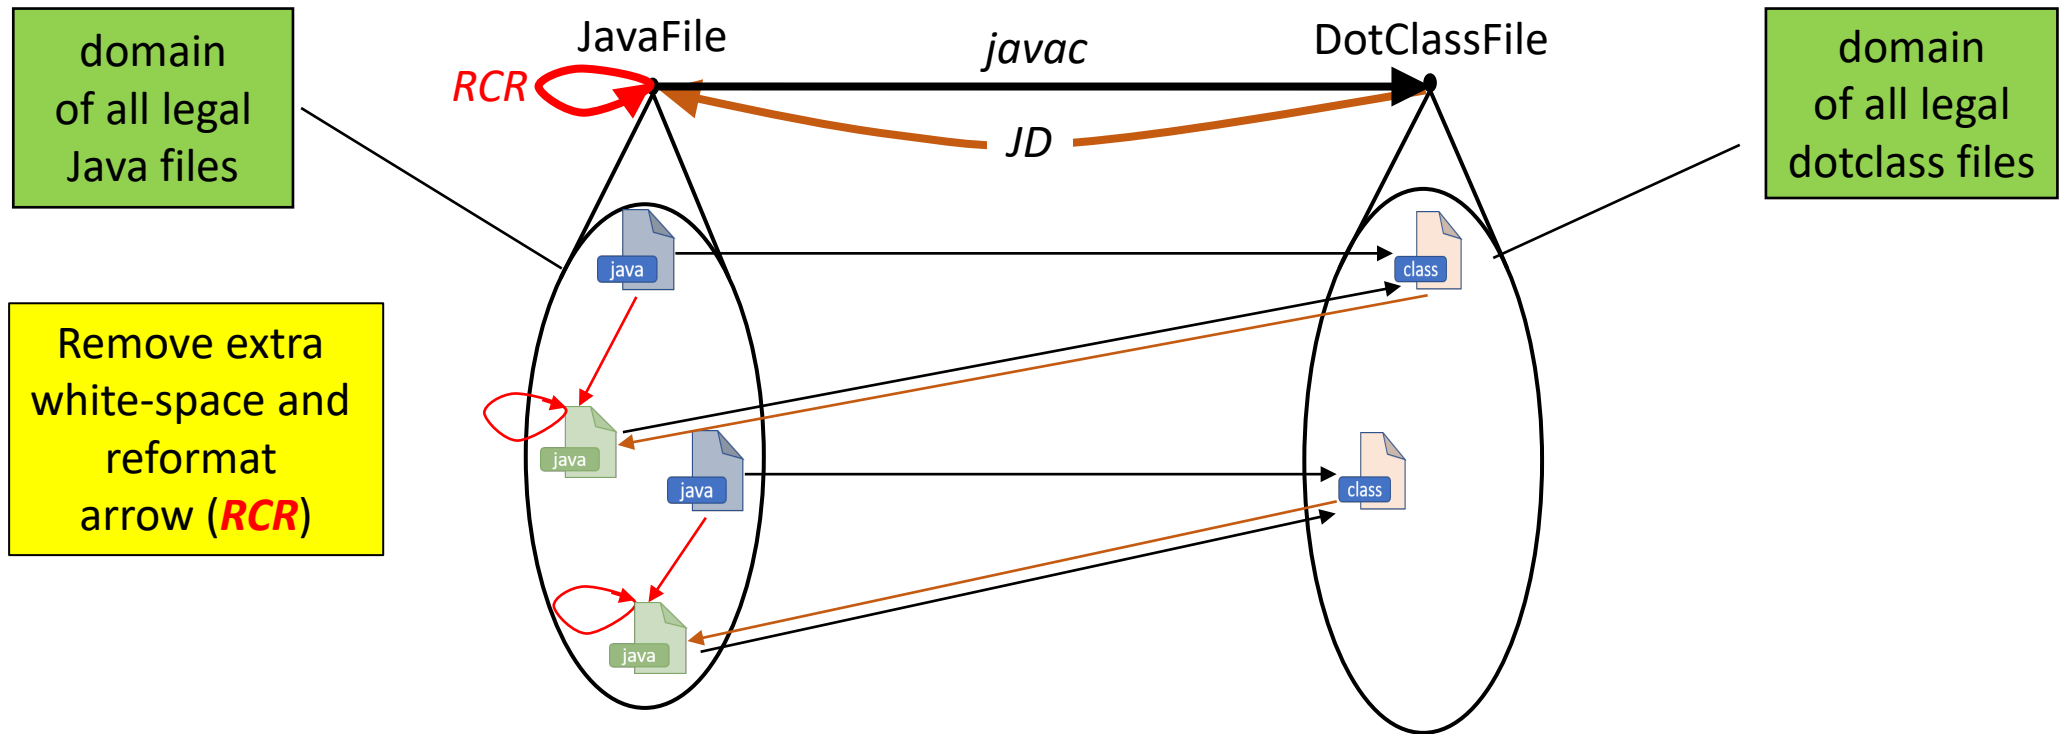 domain
of all legal
Java files
JavaFile
RCR
javac
JD
DotClassFile
domain
of all legal
dotclass files
Remove extra
white-space and
reformat
arrow (RCR)
java
class
java
java
class
java